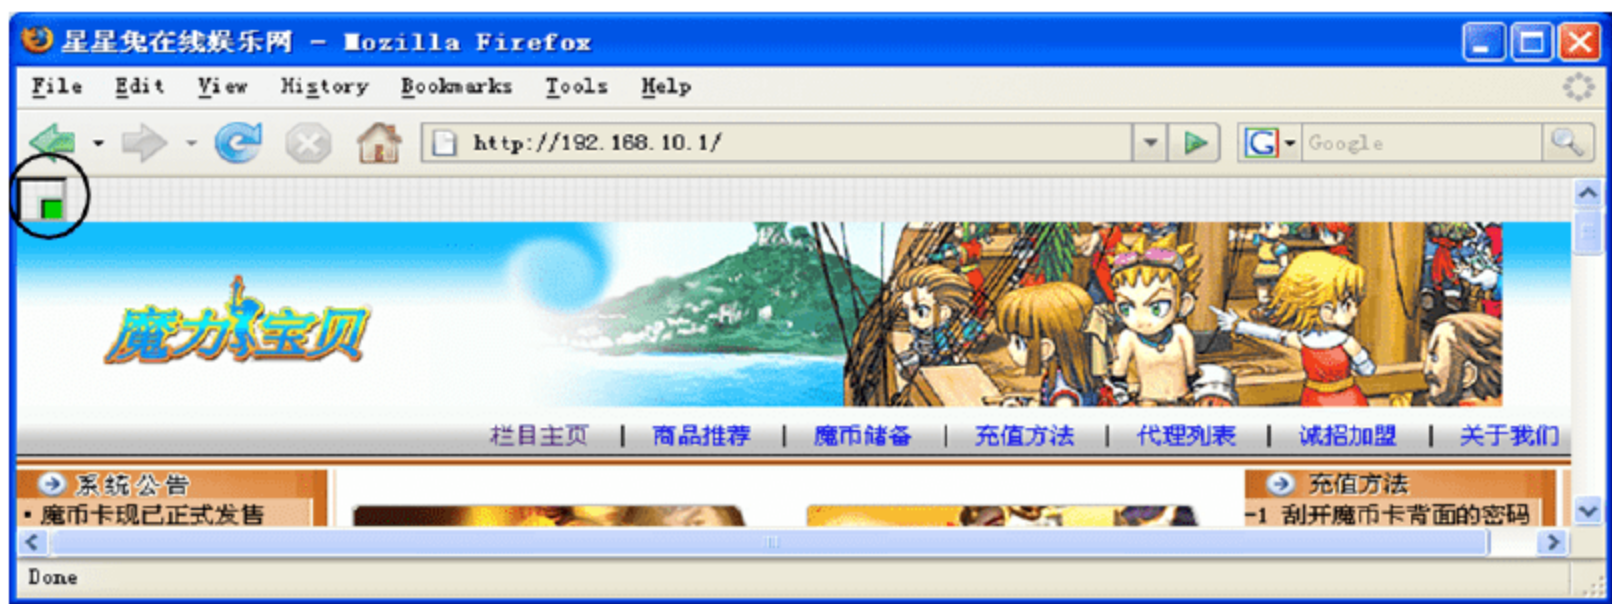 星星兔在线娱乐网 - Mozilla Firefox
File Edit View History Bookmarks Tools Help
http://192.168.10.1/ Google
魔力宝贝
栏目主页 | 商品推荐 | 魔币储备 | 充值方法 | 代理列表 | 诚招加盟 | 关于我们
系统公告 充值方法
·魔币卡现已正式发售 -1 刮开魔币卡背面的密码
Done